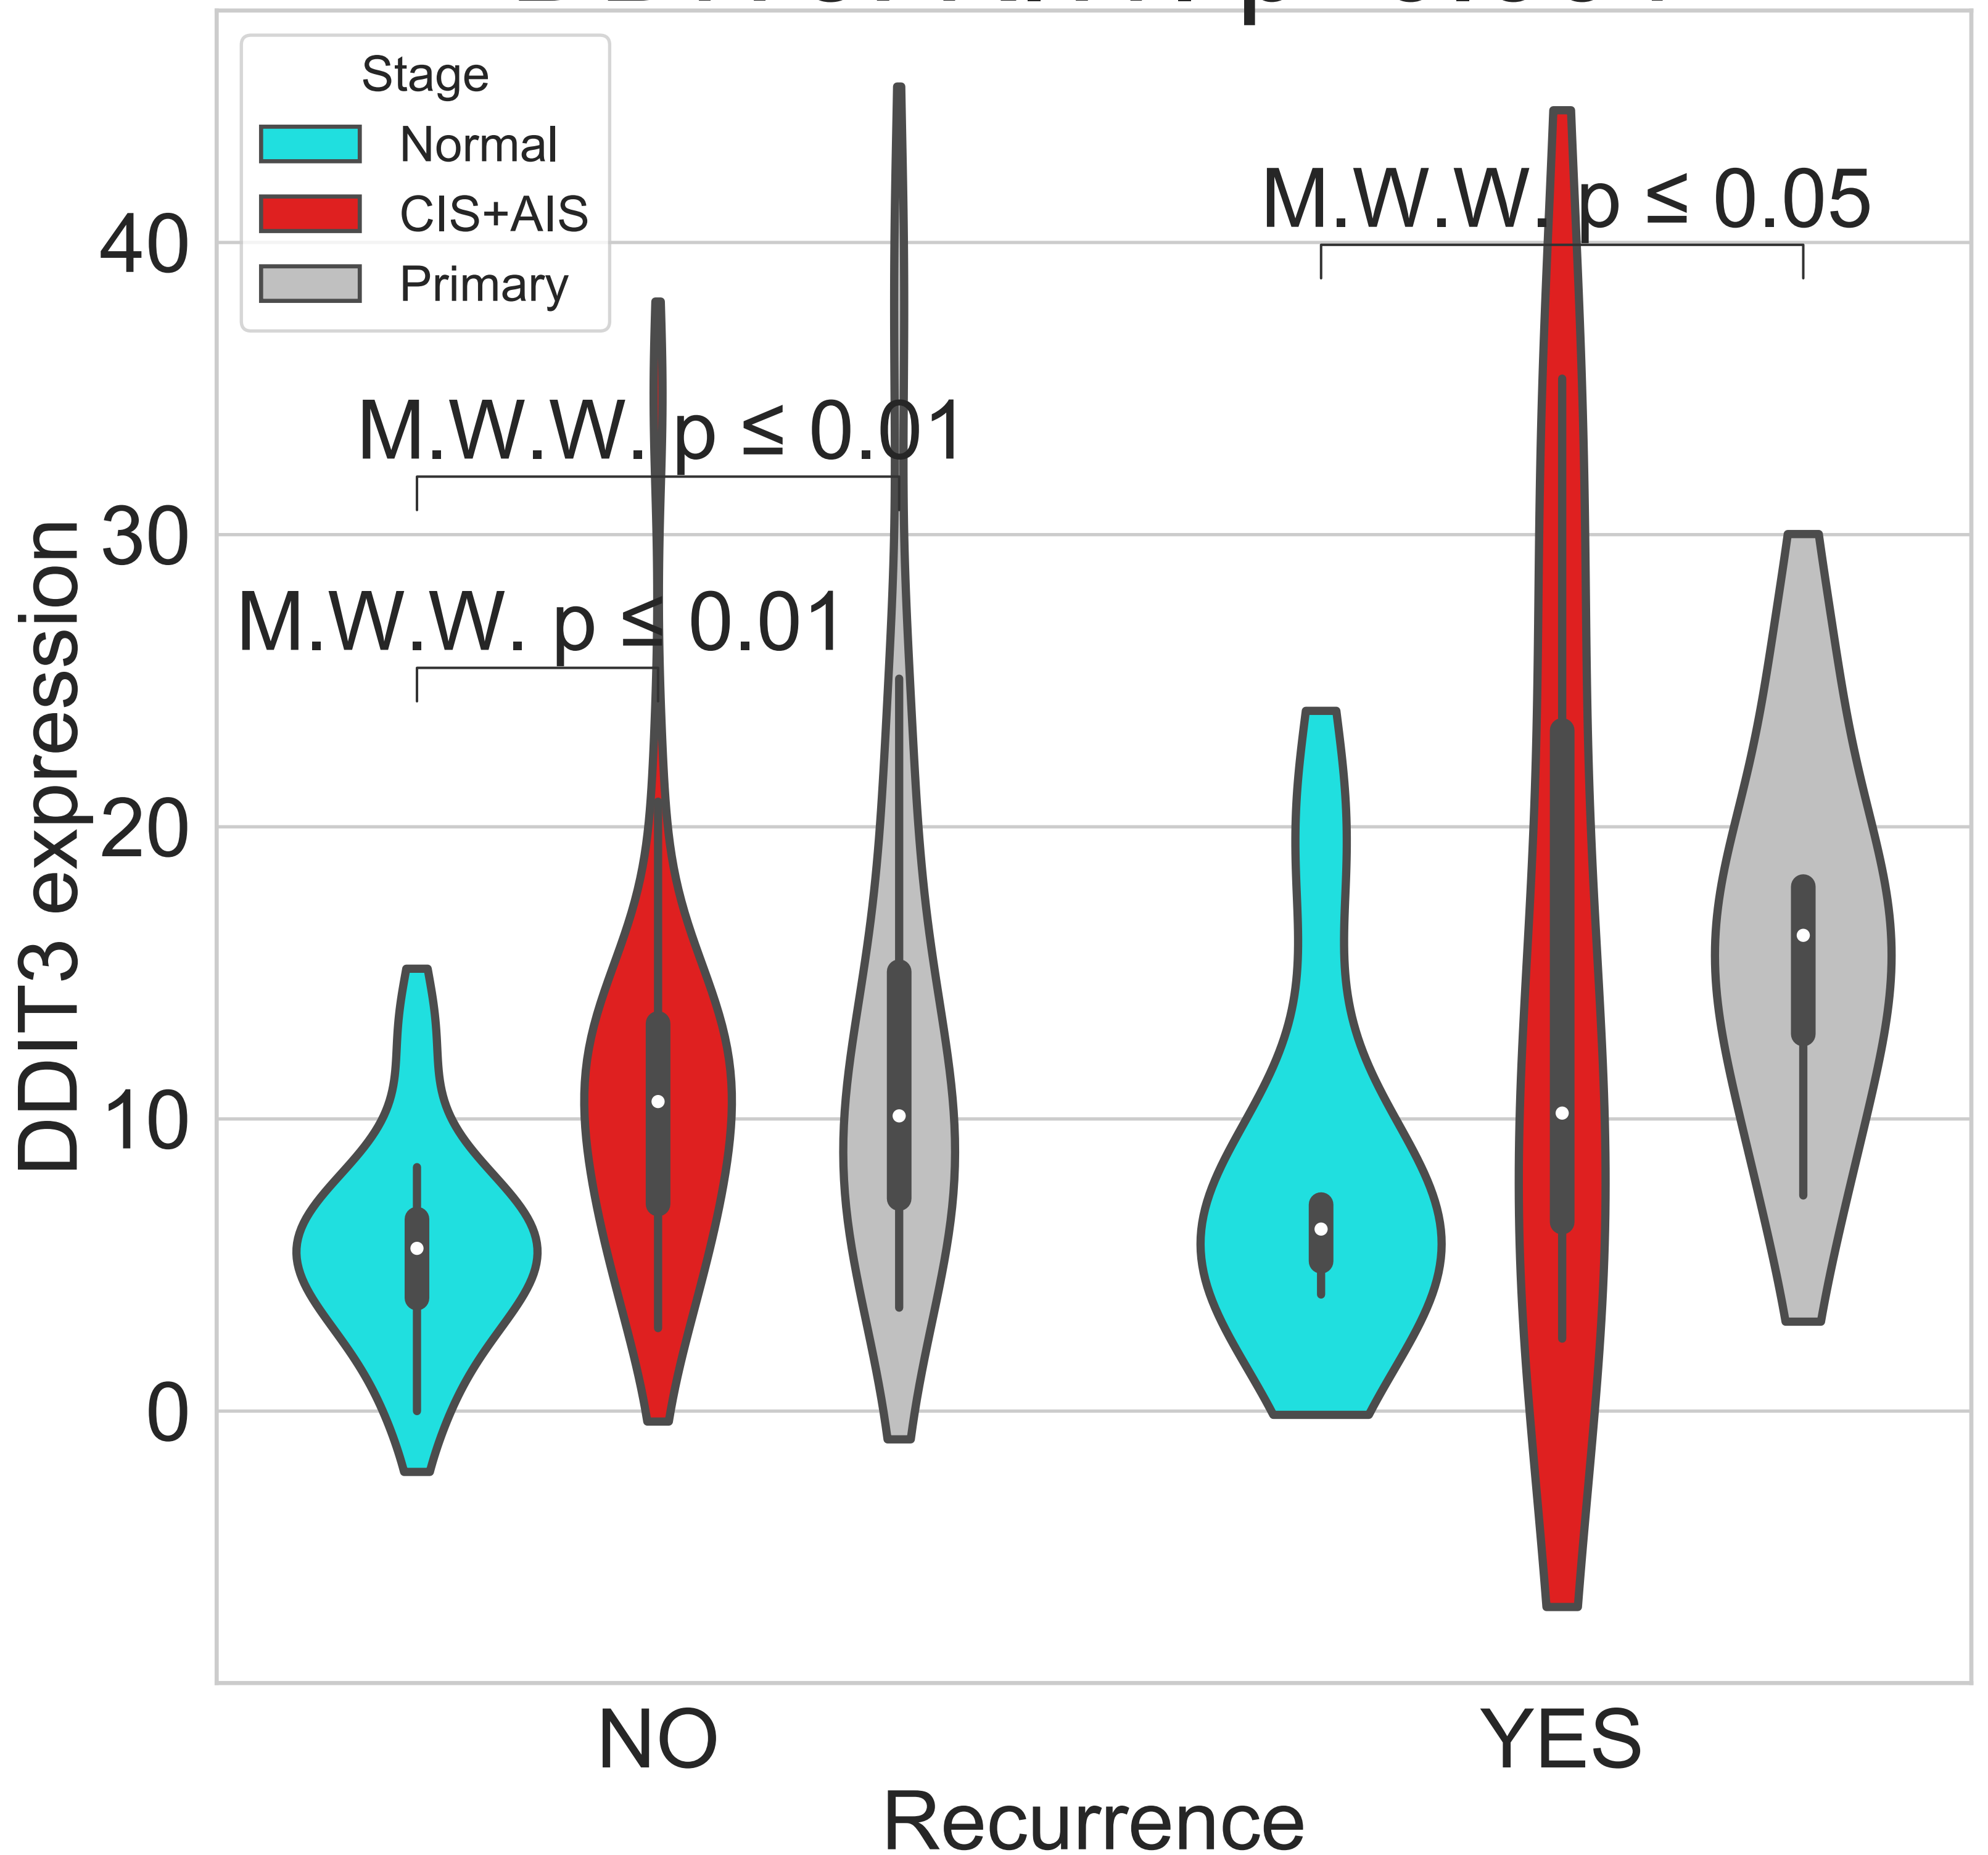 Stage
Normal
CIS+AIS
Primary
M.W.W. p ≤ 0.05
M.W.W. p ≤ 0.01
M.W.W. p ≤ 0.01
DDIT3 expression
40
30
20
10
0
NO
YES
Recurrence